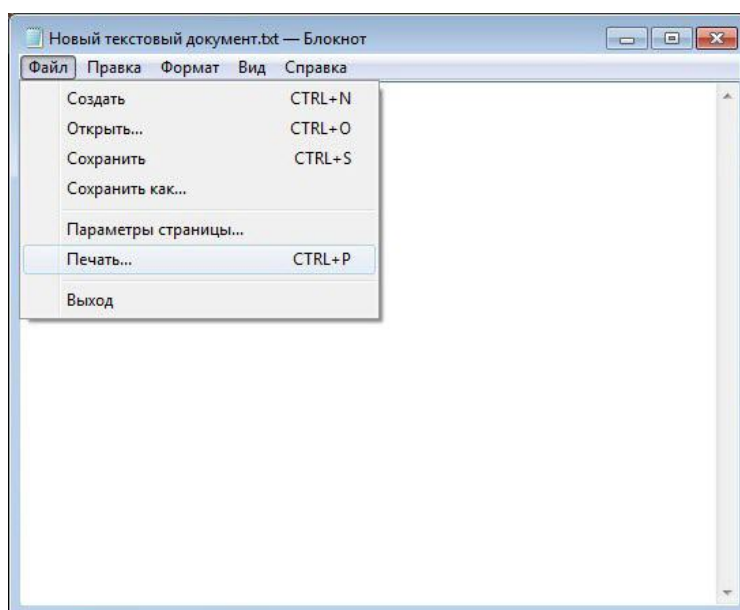 Новый текстовый документ.txt — Блокнот
Файл Правка Формат Вид Справка
Создать CTRL+N
Открыть... CTRL+O
Сохранить CTRL+S
Сохранить как...
Параметры страницы...
Печать... CTRL+P
Выход